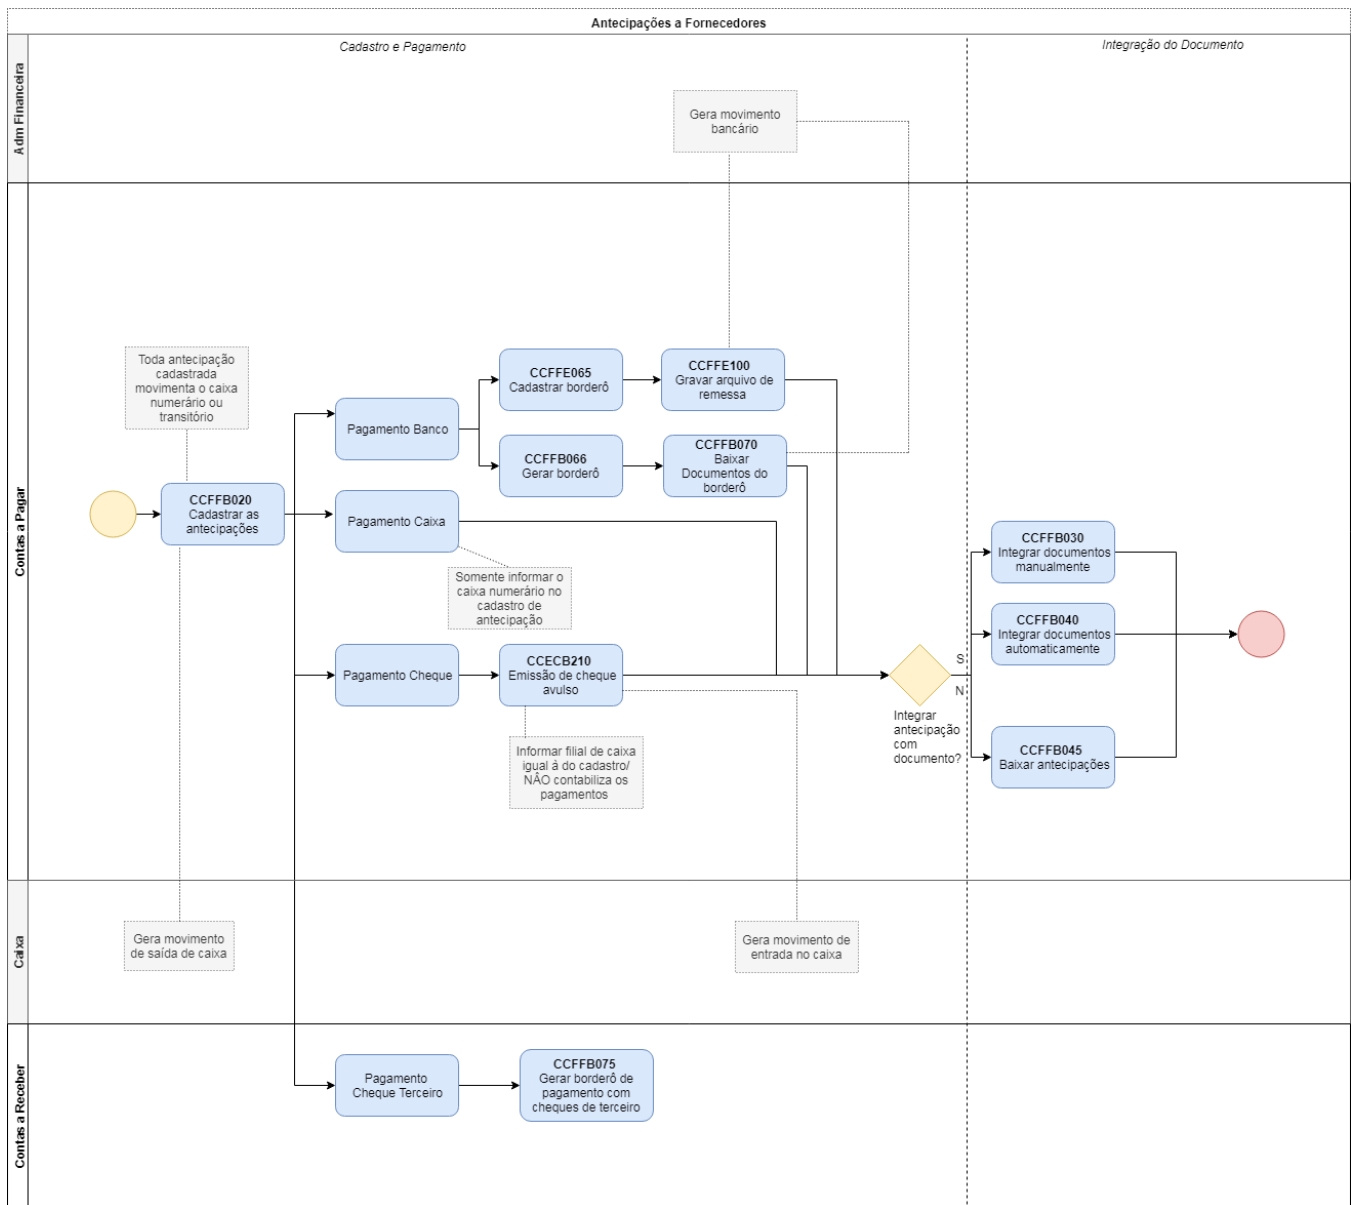 Antecipações a Fornecedores
Cadastro e Pagamento
Integração do Documento
Adm Financeira
Gera movimento
bancário
Contas a Pagar
Toda antecipação
cadastrada
movimenta o caixa
numerário ou
transitório
CCFFB020
Cadastrar as
antecipações
Pagamento Banco
CCFFE065
Cadastrar borderô
CCFFE100
Gravar arquivo de
remessa
CCFFB066
Gerar borderô
CCFFB070
Baixar
Documentos do
borderô
Pagamento Caixa
Somente informar o
caixa numerário no
cadastro de
antecipação
Pagamento Cheque
CCECB210
Emissão de cheque
avulso
Informar filial de caixa
igual à do cadastro/
NÂO contabiliza os
pagamentos
S
N
Integrar
antecipação
com
documento?
CCFFB030
Integrar documentos
manualmente
CCFFB040
Integrar documentos
automaticamente
CCFFB045
Baixar antecipações
Caixa
Gera movimento
de saída de caixa
Gera movimento de
entrada no caixa
Contas a Receber
Pagamento
Cheque Terceiro
CCFFB075
Gerar borderô de
pagamento com
cheques de terceiro